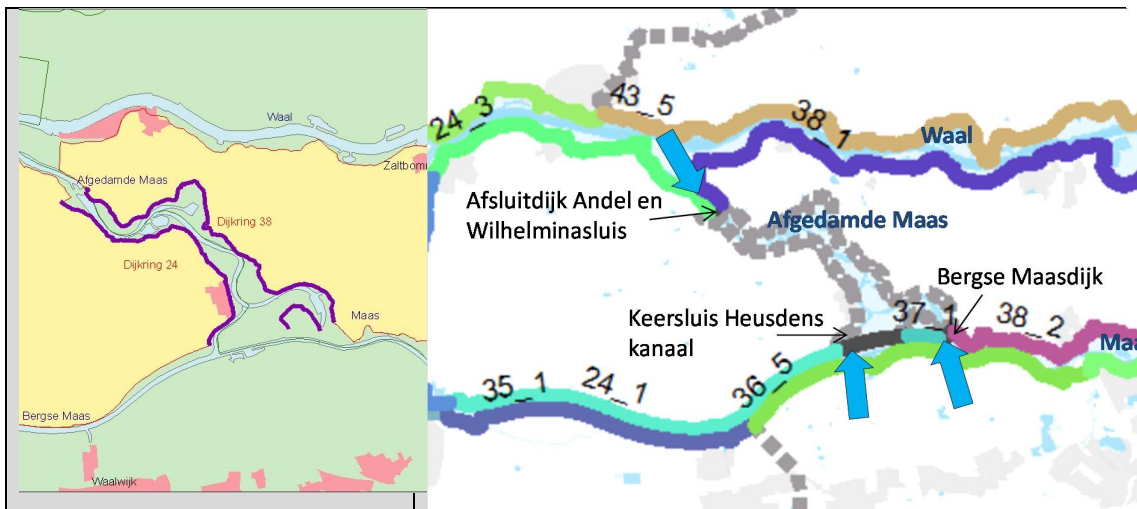 Waal
Zaltbomm
Afgedamde Maas
Dijkring 38
Dijkring 24
Maas
Bergse Maas
Waalwijk
24_3
43_5
38_1
Waal
Afsluitdijk Andel en
Wilhelminasluis
Afgedamde Maas
Bergse Maasdijk
Keersluis Heusdens
kanaal
37_1
38_2
Maa
35_1
24_1
36_5